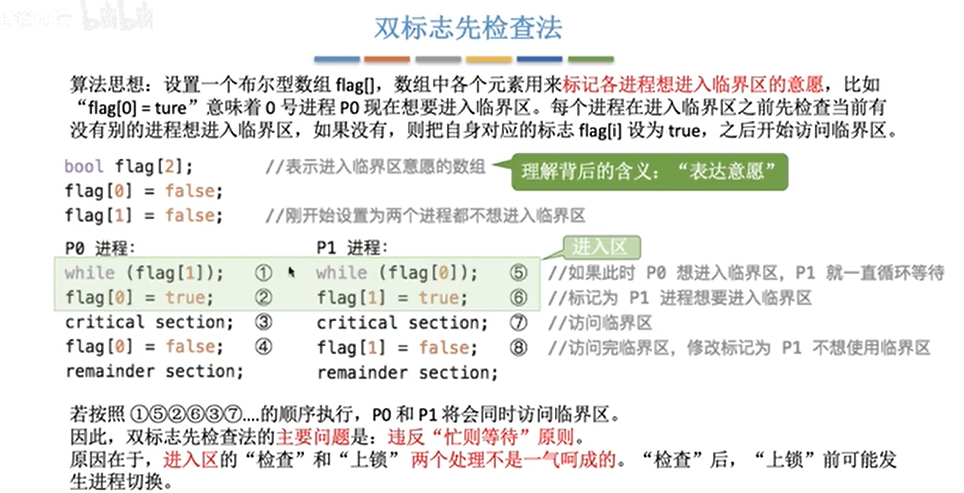 双标志先检查法
算法思想：设置一个布尔型数组 flag[]，数组中各个元素用来标记各进程想进入临界区的意愿，比如
“flag[0] = ture”意味着 0 号进程 P0 现在想要进入临界区。每个进程在进入临界区之前先检查当前有
没有别的进程想进入临界区，如果没有，则把自身对应的标志 flag[i] 设为 true，之后开始访问临界区。
bool flag[2]; //表示进入临界区意愿的数组
理解背后的含义：“表达意愿”
flag[0] = false;
flag[1] = false; //刚开始设置为两个进程都不想进入临界区
P0 进程： P1 进程： 进入区
while (flag[1]); ① while (flag[0]); ⑤ //如果此时 P0 想进入临界区，P1 就一直循环等待
flag[0] = true; ② flag[1] = true; ⑥ //标记为 P1 进程想要进入临界区
critical section; ③ critical section; ⑦ //访问临界区
flag[0] = false; ④ flag[1] = false; ⑧ //访问完临界区，修改标记为 P1 不想使用临界区
remainder section; remainder section;
若按照 ①⑤②⑥③⑦....的顺序执行，P0 和 P1 将会同时访问临界区。
因此，双标志先检查法的主要问题是：违反“忙则等待”原则。
原因在于，进入区的“检查”和“上锁” 两个处理不是一气呵成的。“检查”后，“上锁”前可能发
生进程切换。